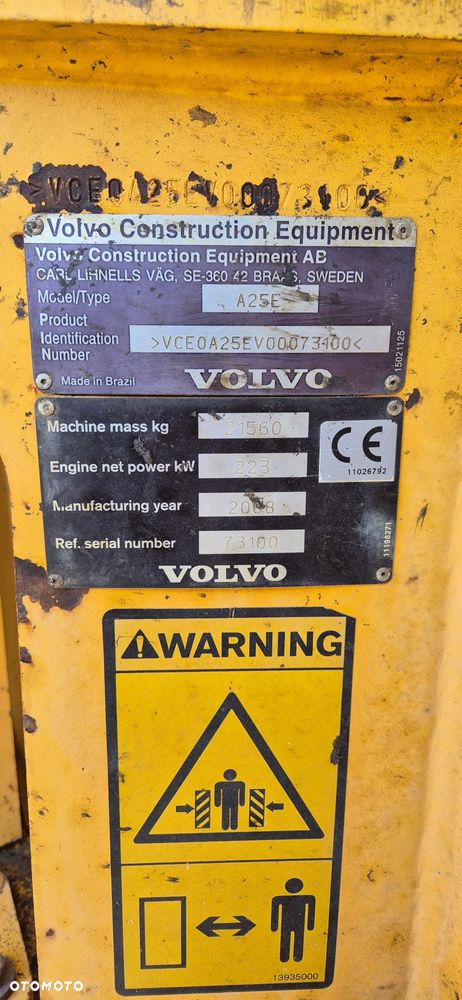 >VCE0A25EV00073100<
Volvo Construction Equipment
Volvo Construction Equipment AB
CARL LIHNELLS VÄG, SE-360 42 BRAÅS, SWEDEN
Model/Type A25E
Product
Identification
Number >VCE0A25EV00073100<
15021125
Made in Brazil VOLVO
Machine mass kg 21560
Engine net power kW 223
CE
11026792
Manufacturing year 2008
Ref. serial number 73100
11198271
VOLVO
WARNING
13935000
OTOMOTO